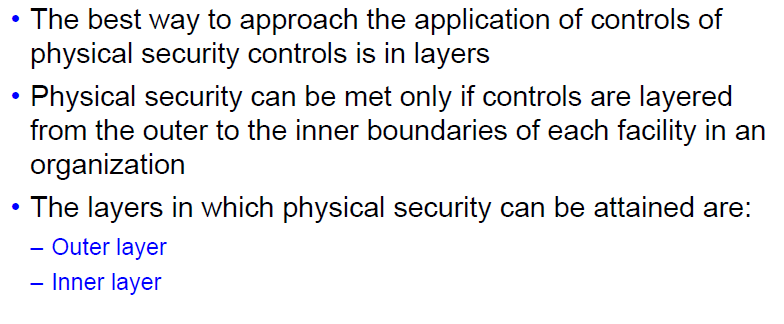 • The best way to approach the application of controls of
physical security controls is in layers
• Physical security can be met only if controls are layered
from the outer to the inner boundaries of each facility in an
organization
• The layers in which physical security can be attained are:
– Outer layer
– Inner layer